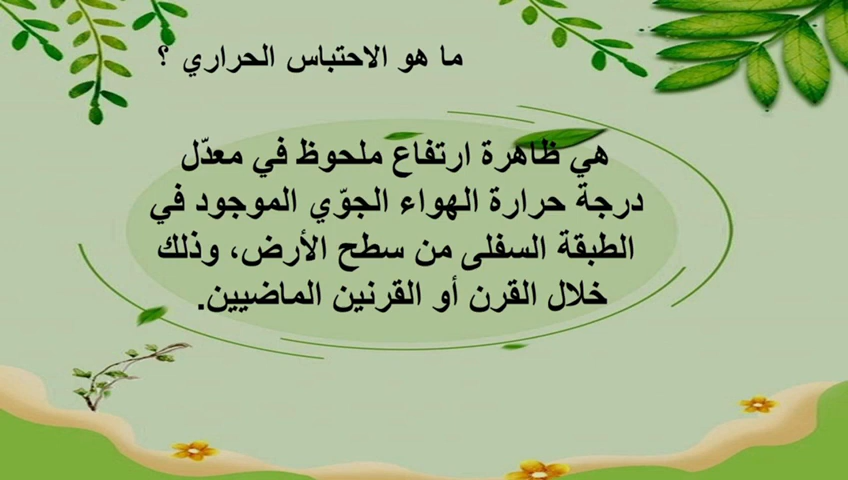 ما هو الاحتباس الحراري ؟
هي ظاهرة ارتفاع ملحوظ في معدّل
درجة حرارة الهواء الجوّي الموجود في
الطبقة السفلى من سطح الأرض، وذلك
خلال القرن أو القرنين الماضيين.